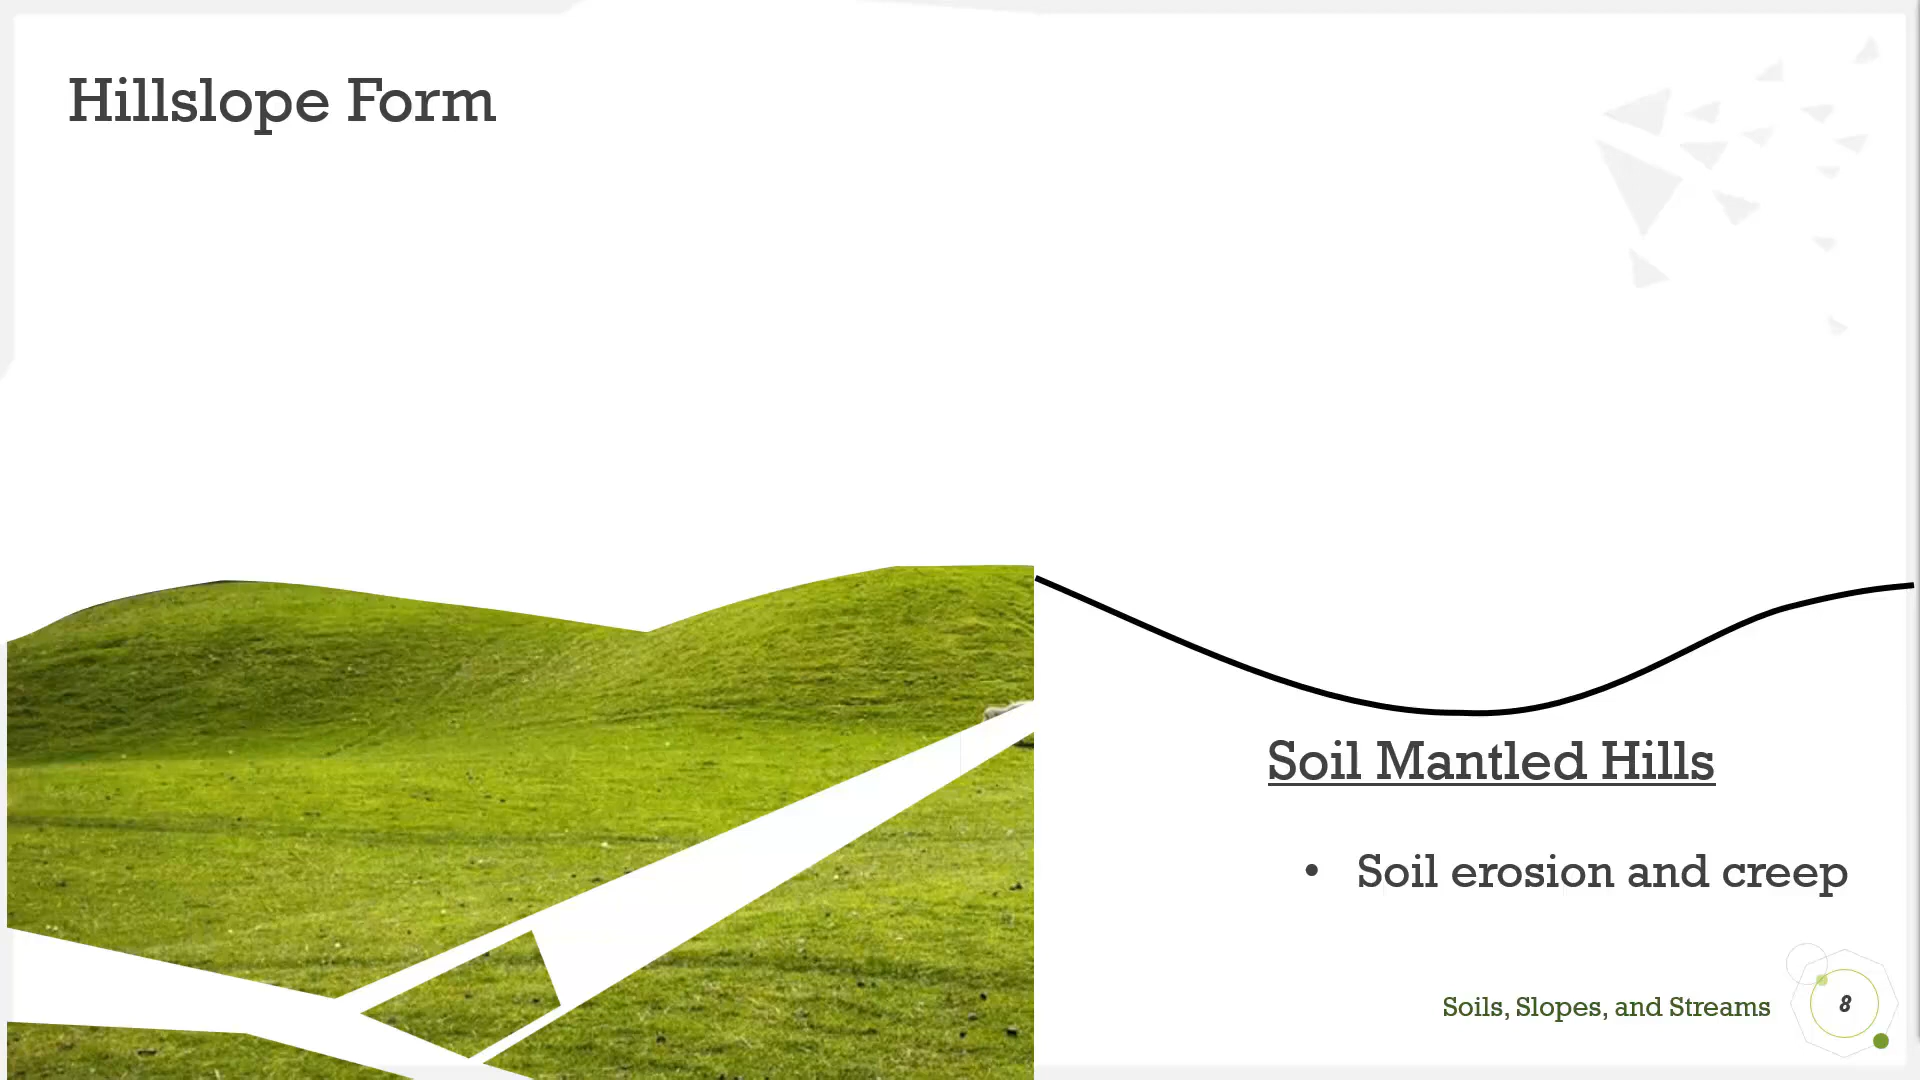 Hillslope Form
Soil Mantled Hills
• Soil erosion and creep
Soils, Slopes, and Streams
8